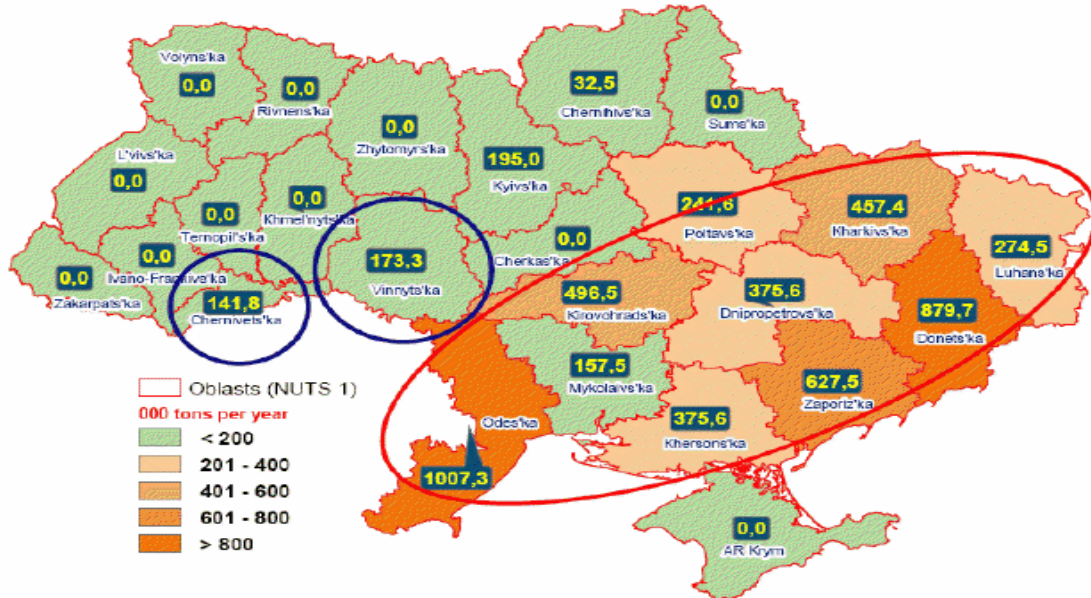 Volyns'ka
0,0
0,0
Rivnens'ka
0,0
Zhytomyrs'ka
32,5
Chernihivs'ka
0,0
Sums'ka
L'vivs'ka
0,0
0,0
Ternopil's'ka
0,0
Khmel'nyts'ka
195,0
Kyivs'ka
0,0
Cherkas'ka
241,6
Poltavs'ka
457,4
Kharkivs'ka
274,5
Luhans'ka
0,0
Zakarpats'ka
0,0
Ivano-Frankivs'ka
141,8
Chernivets'ka
173,3
Vinnyts'ka
496,5
Kirovohrads'ka
375,6
Dnipropetrovs'ka
879,7
Donets'ka
157,5
Mykolaivs'ka
627,5
Zaporiz'ka
Odes'ka
1007,3
375,6
Khersons'ka
0,0
AR Krym
Oblasts (NUTS 1)
000 tons per year
< 200
201 - 400
401 - 600
601 - 800
> 800